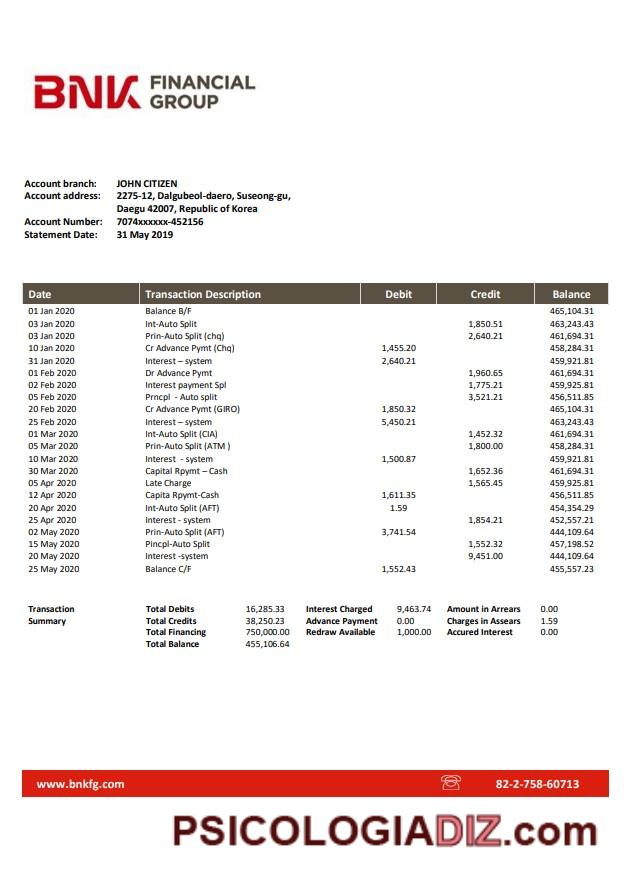 BNK FINANCIAL
GROUP
Account branch: JOHN CITIZEN
Account address: 2275-12, Dalgubeol-daero, Suseong-gu,
Daegu 42007, Republic of Korea
Account Number: 7074xxxxxx-452156
Statement Date: 31 May 2019
Date Transaction Description Debit Credit Balance
01 Jan 2020 Balance B/F 465,104.31
03 Jan 2020 Int-Auto Split 1,850.51 463,243.43
03 Jan 2020 Prin-Auto Split (chq) 2,640.21 461,694.31
10 Jan 2020 Cr Advance Pymt (Chq) 1,455.20 458,284.31
31 Jan 2020 Interest – system 2,640.21 459,921.81
01 Feb 2020 Dr Advance Pymt 1,960.65 461,694.31
02 Feb 2020 Interest payment Spl 1,775.21 459,925.81
05 Feb 2020 Prncpl - Auto split 3,521.21 456,511.85
20 Feb 2020 Cr Advance Pymt (GIRO) 1,850.32 465,104.31
25 Feb 2020 Interest – system 5,450.21 463,243.43
01 Mar 2020 Int-Auto Split (CIA) 1,452.32 461,694.31
05 Mar 2020 Prin-Auto Split (ATM ) 1,800.00 458,284.31
10 Mar 2020 Interest - system 1,500.87 459,921.81
30 Mar 2020 Capital Rpymt – Cash 1,652.36 461,694.31
05 Apr 2020 Late Charge 1,565.45 459,925.81
12 Apr 2020 Capita Rpymt-Cash 1,611.35 456,511.85
20 Apr 2020 Int-Auto Split (AFT) 1.59 454,354.29
25 Apr 2020 Interest - system 1,854.21 452,557.21
02 May 2020 Prin-Auto Split (AFT) 3,741.54 444,109.64
15 May 2020 Pincpl-Auto Split 1,552.32 457,198.52
20 May 2020 Interest -system 9,451.00 444,109.64
25 May 2020 Balance C/F 1,552.43 455,557.23
Transaction Total Debits 16,285.33 Interest Charged 9,463.74 Amount in Arrears 0.00
Summary Total Credits 38,250.23 Advance Payment 0.00 Charges in Assears 1.59
Total Financing 750,000.00 Redraw Available 1,000.00 Accured Interest 0.00
Total Balance 455,106.64
www.bnkfg.com 82-2-758-60713
PSICOLOGIADIZ.com